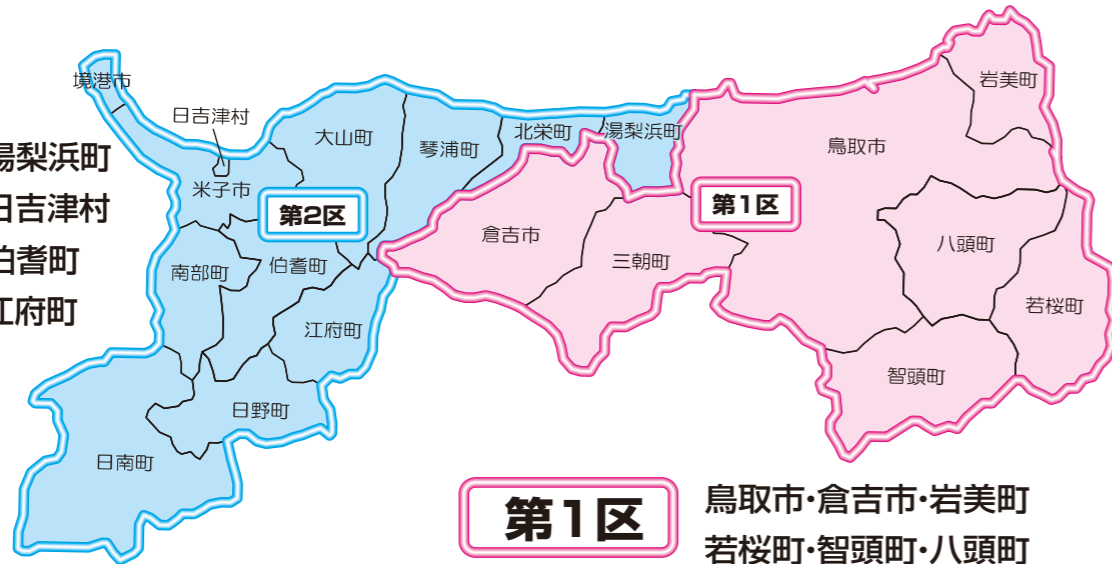 境港市
日吉津村
大山町
琴浦町
北栄町
湯梨浜町
岩美町
鳥取市
米子市
第2区
第1区
倉吉市
三朝町
八頭町
南部町
伯耆町
江府町
若桜町
智頭町
日野町
日南町
湯梨浜町
日吉津村
伯耆町
江府町
第1区
鳥取市・倉吉市・岩美町
若桜町・智頭町・八頭町